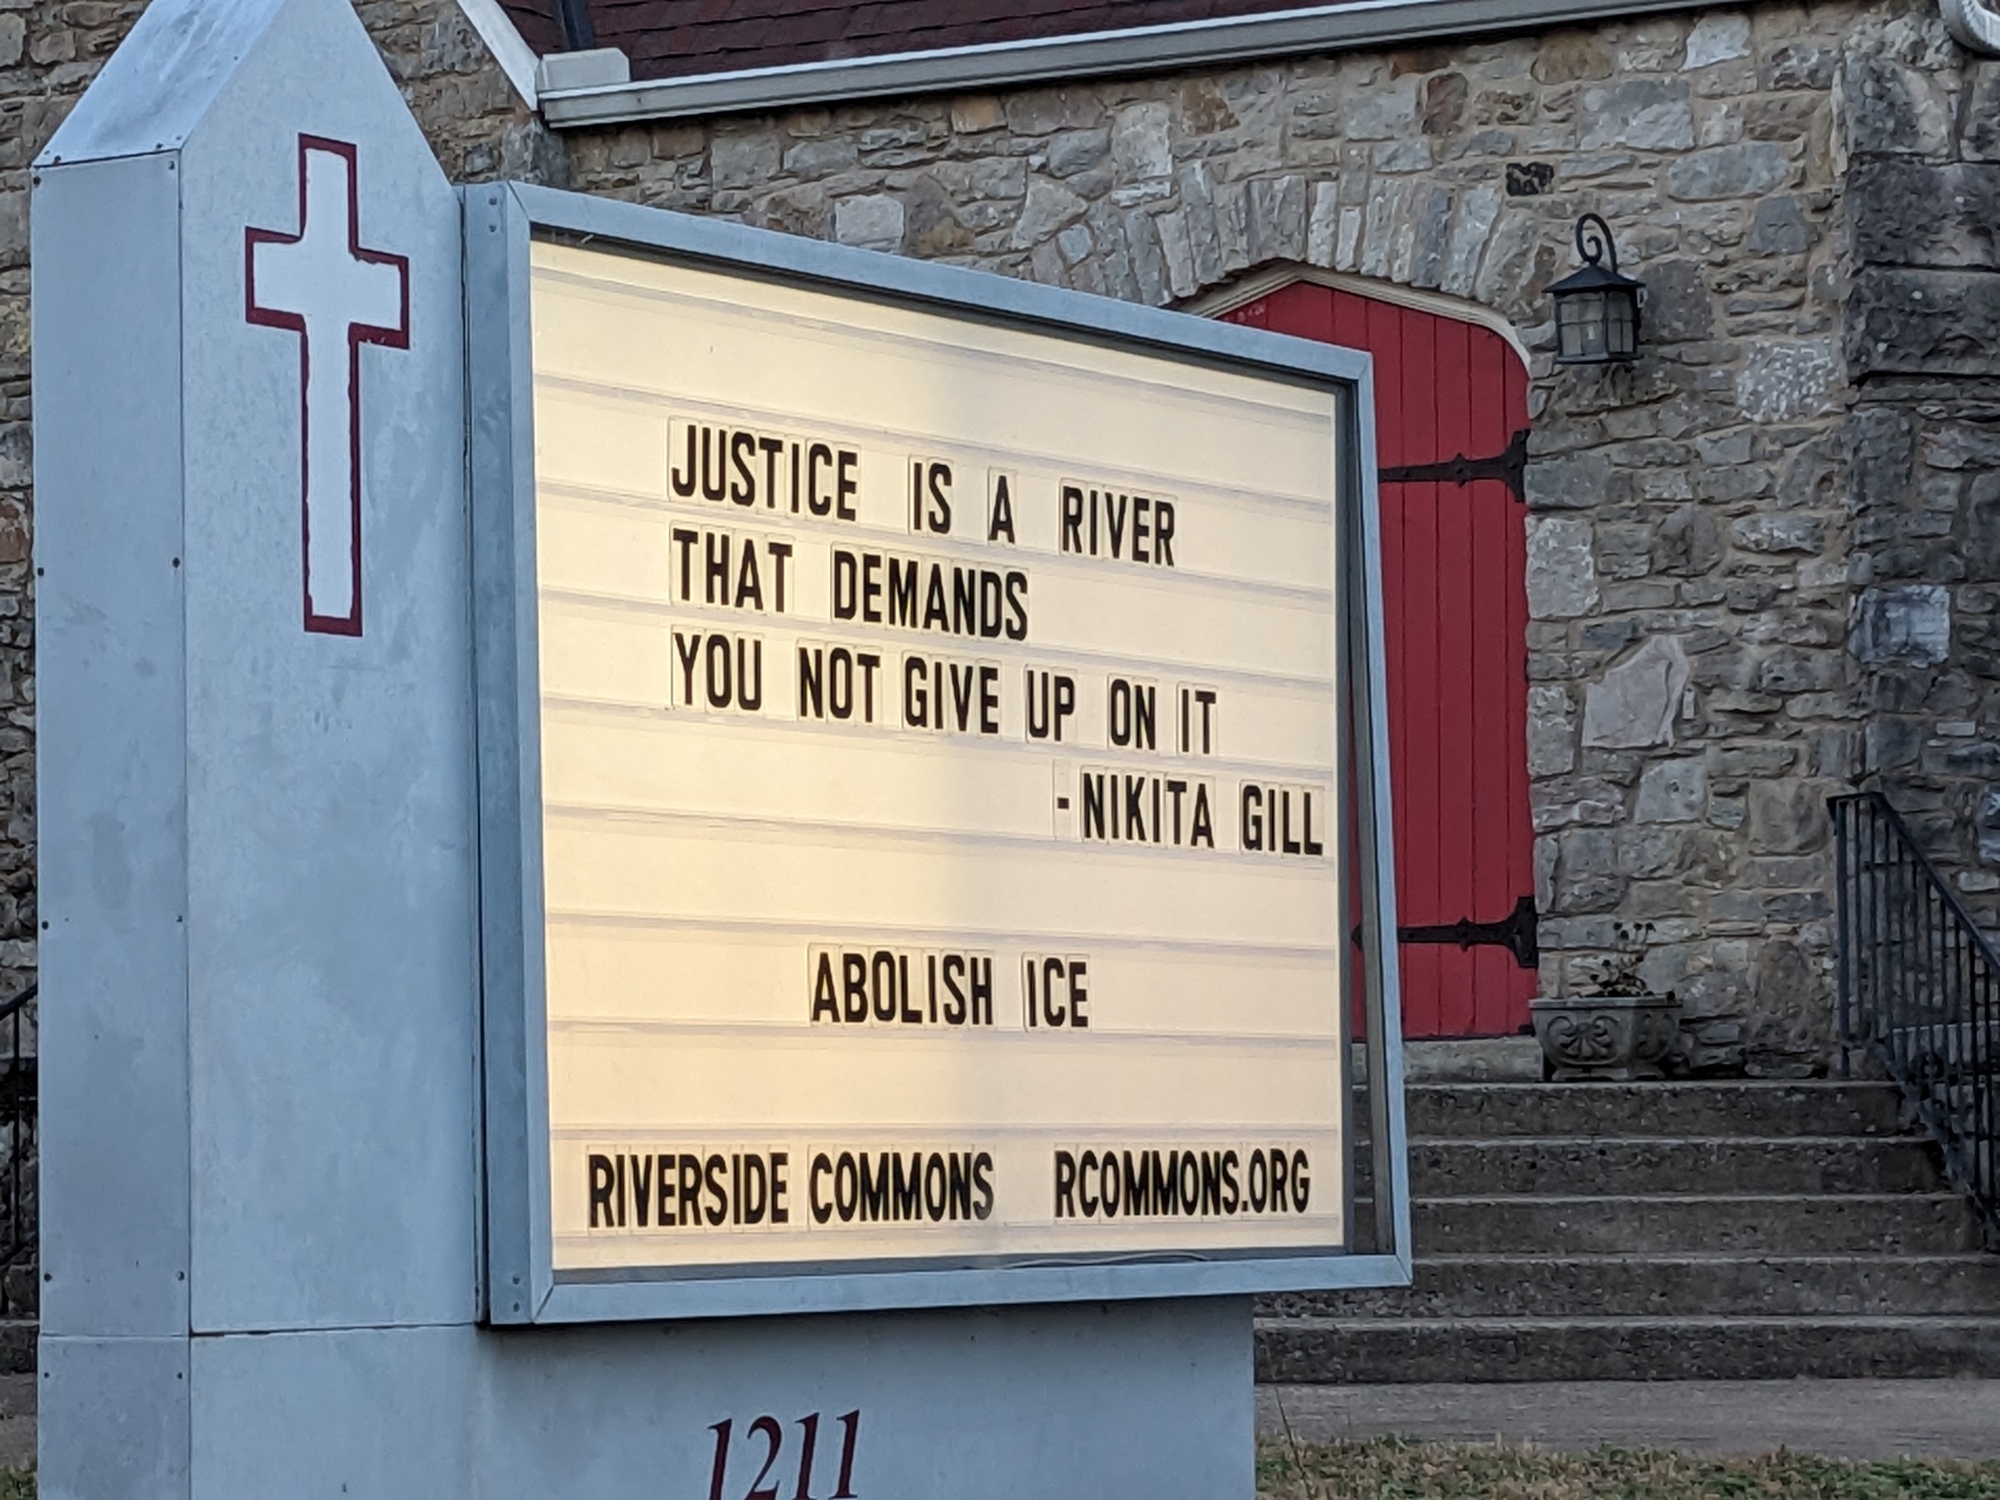 JUSTICE IS A RIVER
THAT DEMANDS
YOU NOT GIVE UP ON IT
-NIKITA GILL
ABOLISH ICE
RIVERSIDE COMMONS RCOMMONS.ORG
1211